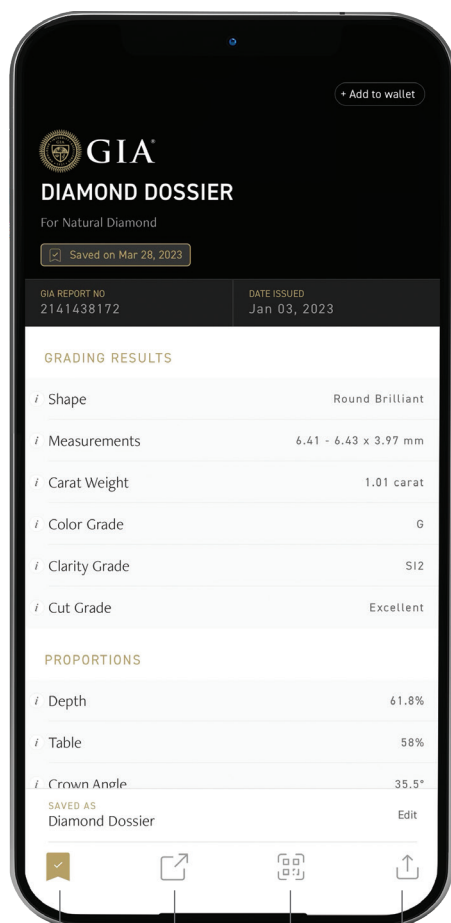 + Add to wallet
GIA®
DIAMOND DOSSIER
For Natural Diamond
Saved on Mar 28, 2023
GIA REPORT NO
2141438172
DATE ISSUED
Jan 03, 2023
GRADING RESULTS
i Shape Round Brilliant
i Measurements 6.41 - 6.43 x 3.97 mm
i Carat Weight 1.01 carat
i Color Grade G
i Clarity Grade SI2
i Cut Grade Excellent
PROPORTIONS
i Depth 61.8%
i Table 58%
i Crown Angle 35.5°
SAVED AS
Diamond Dossier
Edit